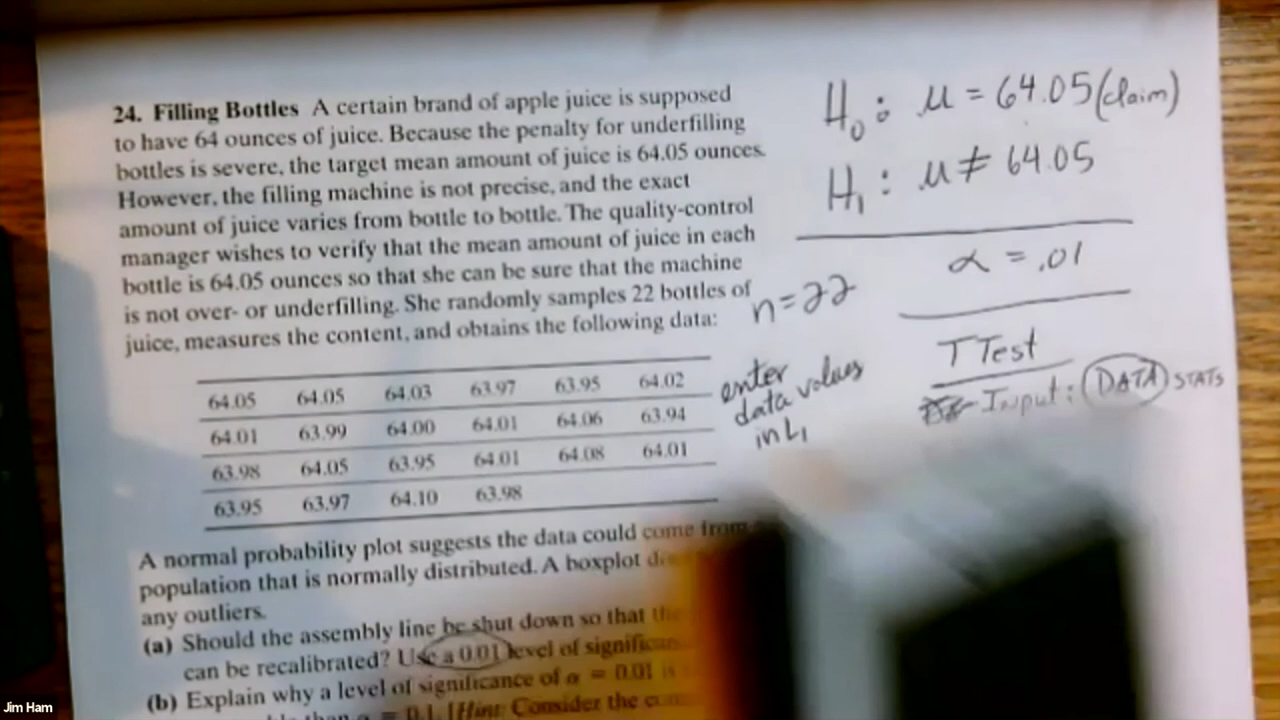 24. Filling Bottles A certain brand of apple juice is supposed
to have 64 ounces of juice. Because the penalty for underfilling
bottles is severe, the target mean amount of juice is 64.05 ounces.
However, the filling machine is not precise, and the exact
amount of juice varies from bottle to bottle. The quality-control
manager wishes to verify that the mean amount of juice in each
bottle is 64.05 ounces so that she can be sure that the machine
is not over- or underfilling. She randomly samples 22 bottles of
juice, measures the content, and obtains the following data:
64.05 64.05 64.03 63.97 63.95 64.02
64.01 63.99 64.00 64.01 64.06 63.94
63.98 64.05 63.95 64.01 64.08 64.01
63.95 63.97 64.10 63.98
A normal probability plot suggests the data could come from
population that is normally distributed. A boxplot
any outliers.
(a) Should the assembly line be shut down so that the
can be recalibrated? Use a 0.01 level of
(b) Explain why a level of significance of α = 0.01 is
than α = 0.1. [Hint: Consider the
H₀: μ = 64.05 (claim)
H₁: μ ≠ 64.05
α = .01
n=22
T Test
Input: DATA STATS
enter
data values
in L₁
Jim Ham